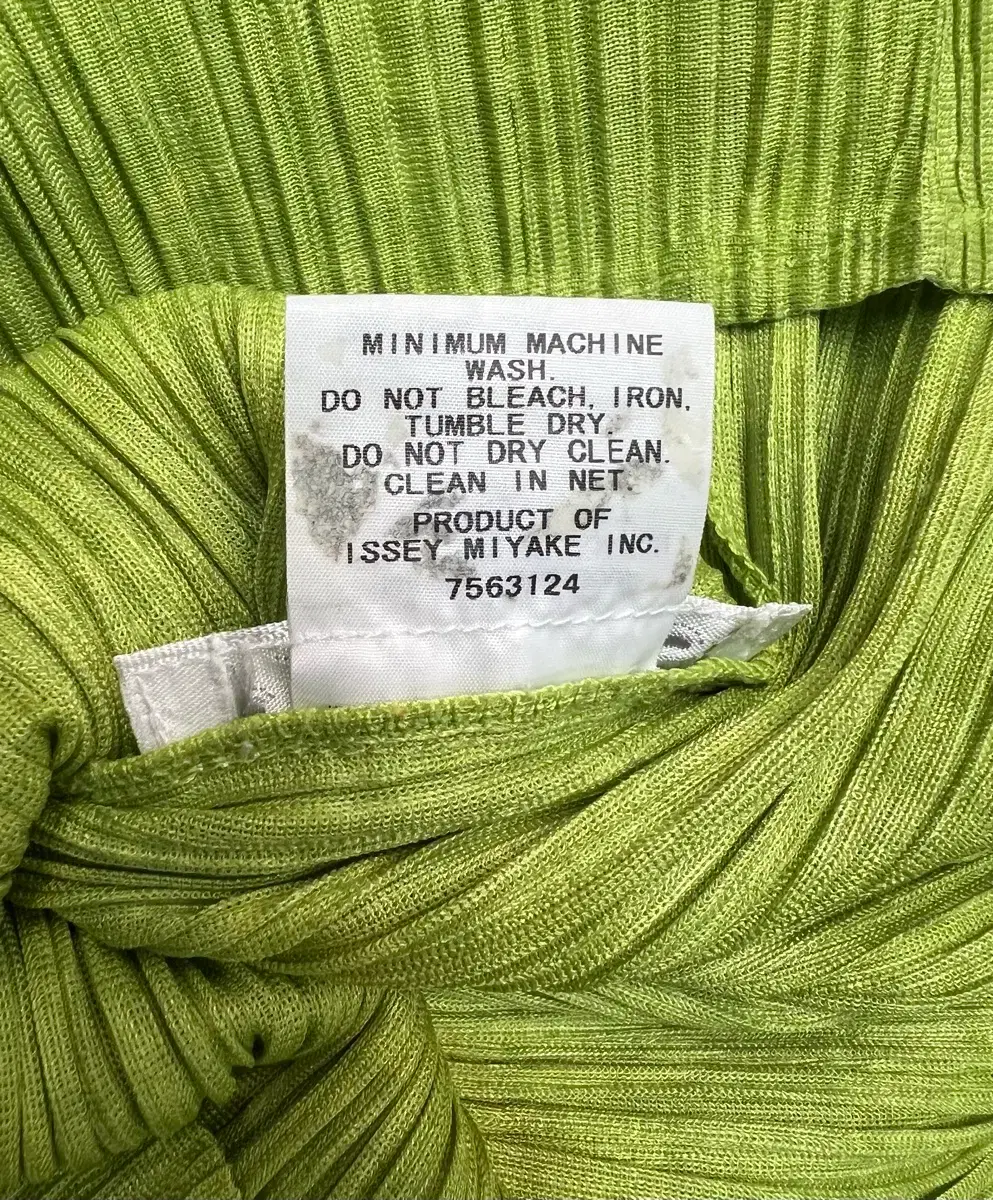 MINIMUM MACHINE
WASH.
DO NOT BLEACH, IRON,
TUMBLE DRY.
DO NOT DRY CLEAN.
CLEAN IN NET.
PRODUCT OF
ISSEY MIYAKE INC.
7563124